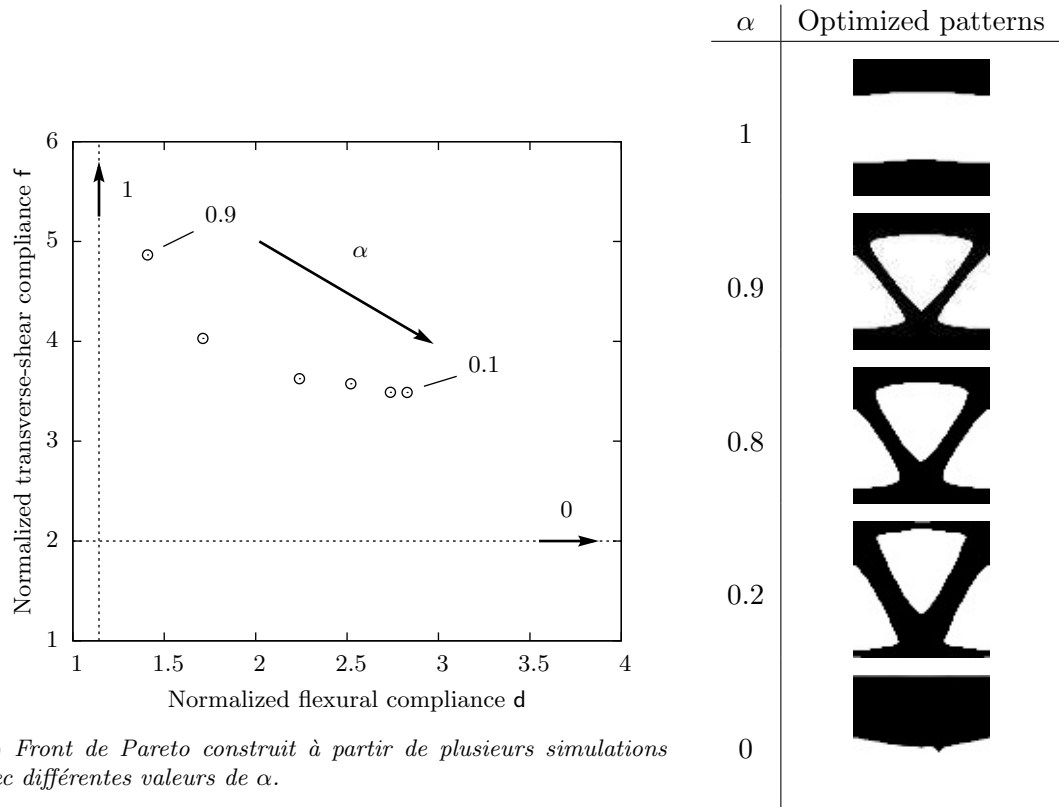 α Optimized patterns
1
0.9
0.8
0.2
0
6
5
4
3
2
1
1 1.5 2 2.5 3 3.5 4
Normalized transverse-shear compliance f
Normalized flexural compliance d
1
0.9
α
0.1
0
Front de Pareto construit à partir de plusieurs simulations
différentes valeurs de α.